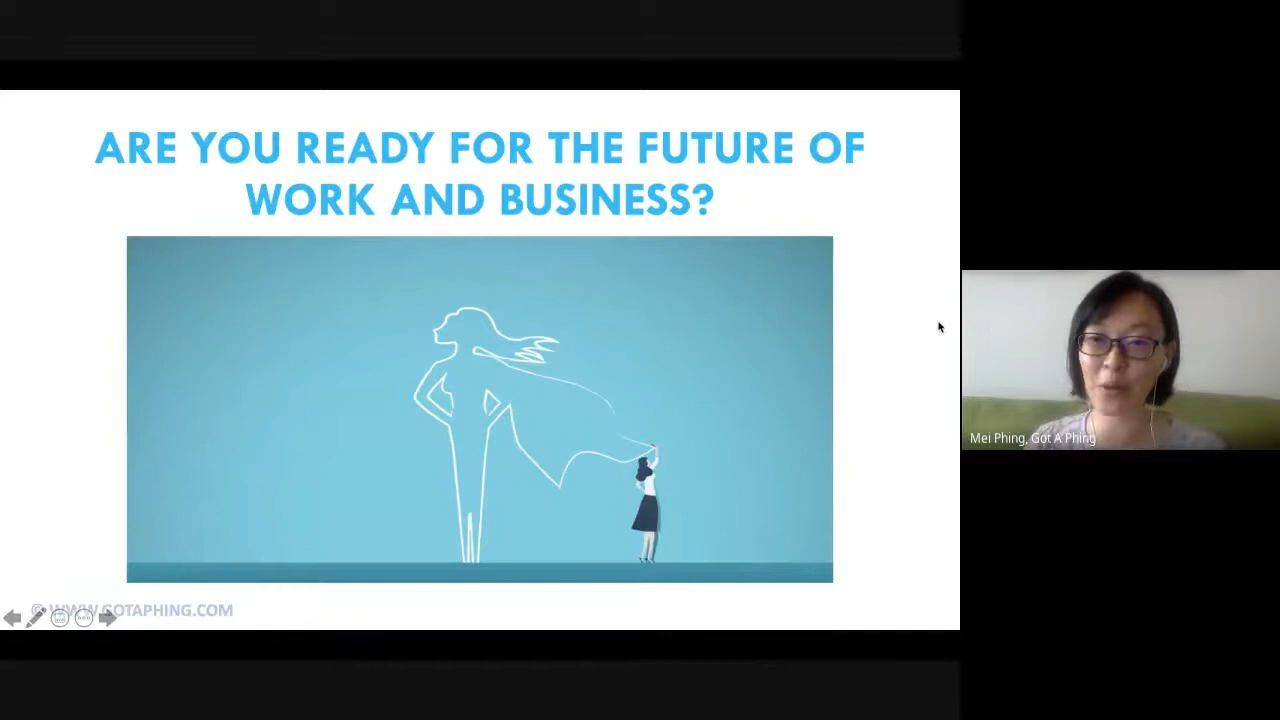 ARE YOU READY FOR THE FUTURE OF
WORK AND BUSINESS?
Mei Phing, Got A Phing
© WWW.GOTAPHING.COM